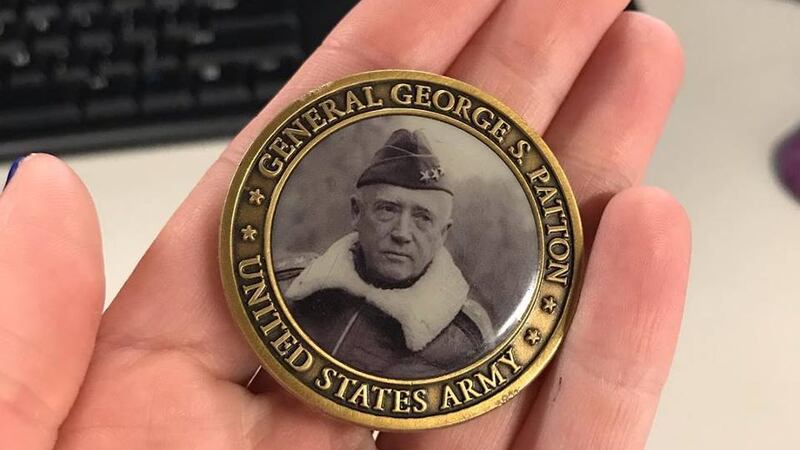 GENERAL GEORGE S. PATTON
UNITED STATES ARMY